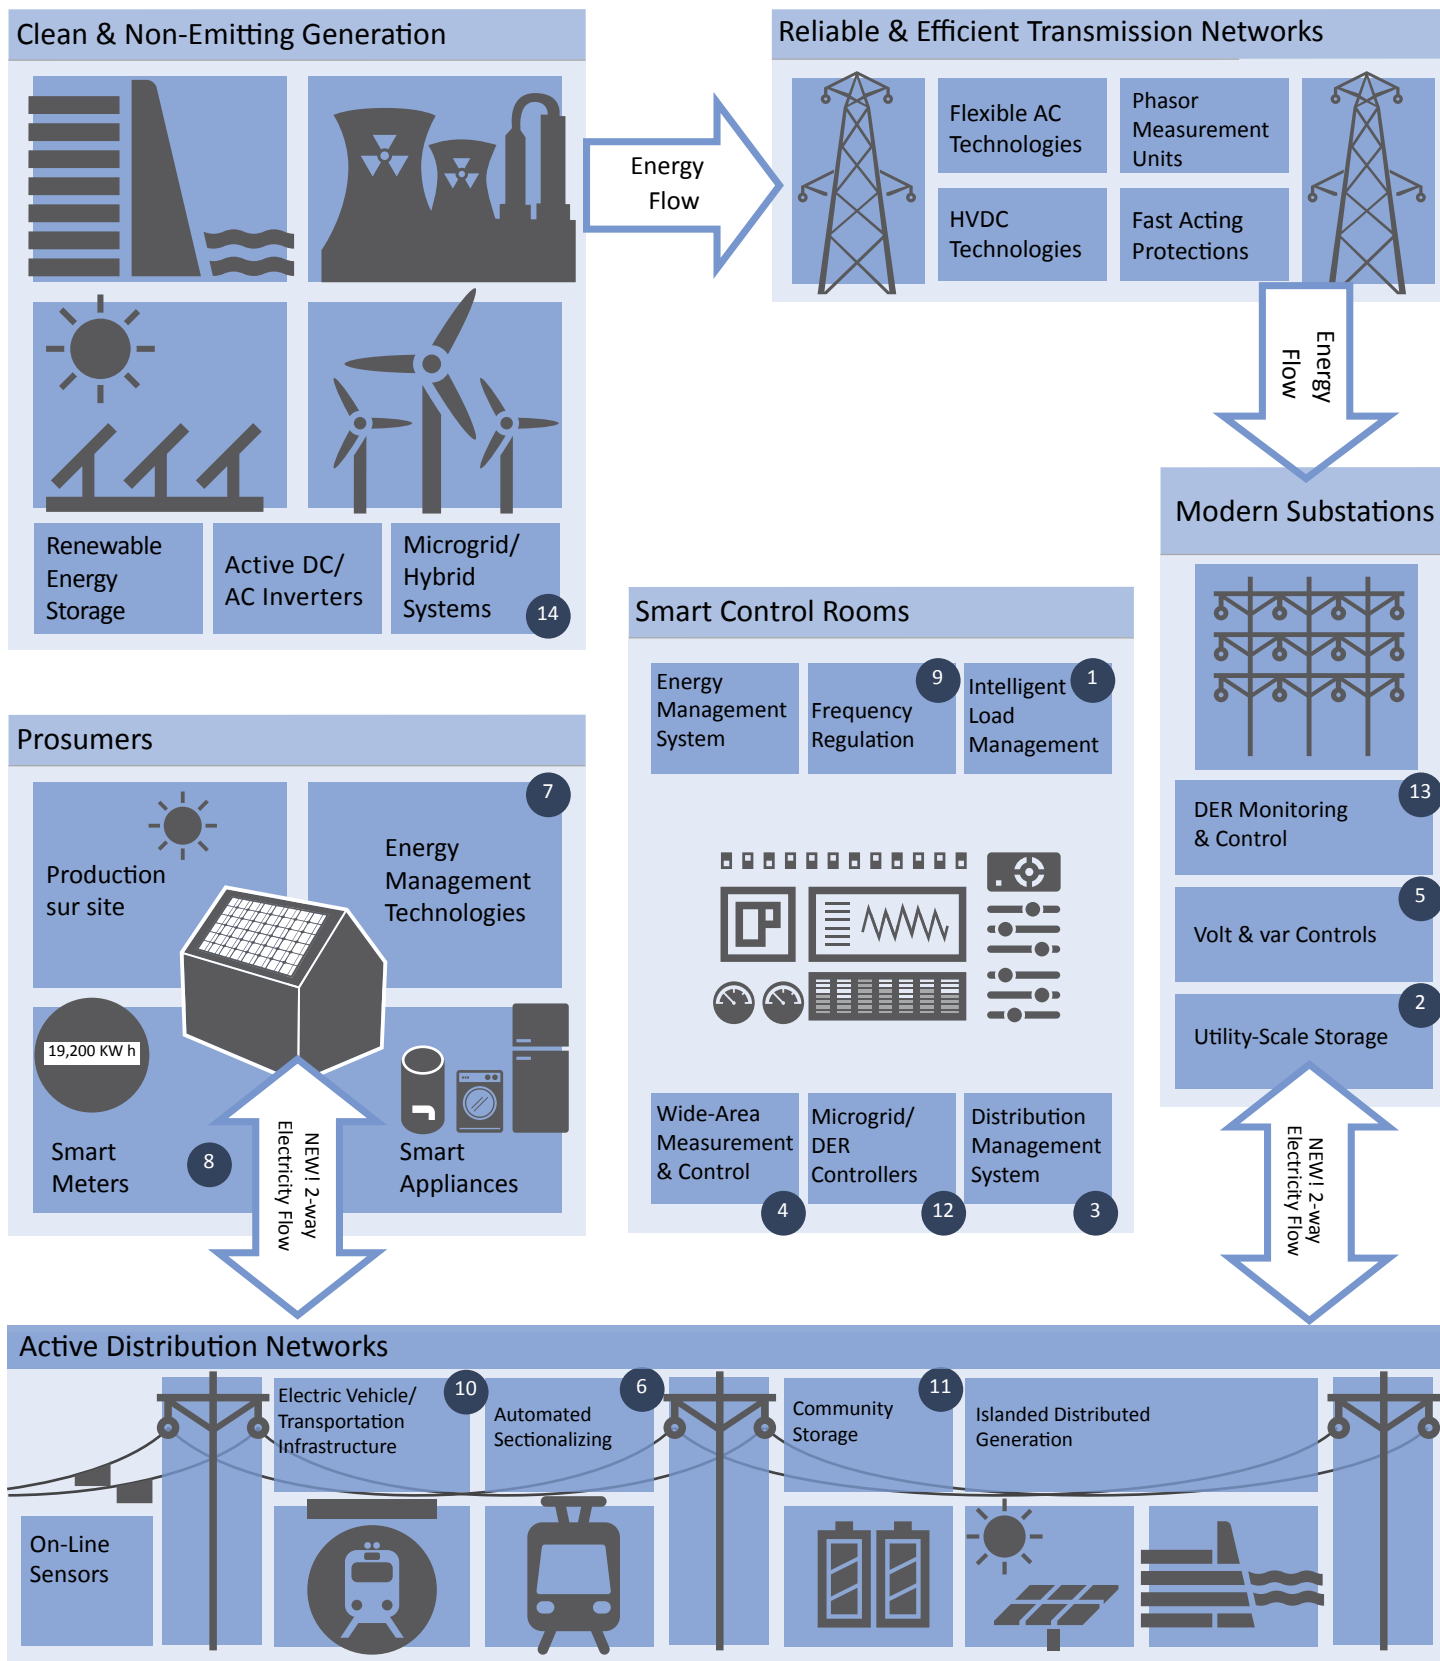 Clean & Non-Emitting Generation
Renewable
Energy
Storage
Active DC/
AC Inverters
Microgrid/
Hybrid
Systems
14
Energy
Flow
Reliable & Efficient Transmission Networks
Flexible AC
Technologies
Phasor
Measurement
Units
HVDC
Technologies
Fast Acting
Protections
Energy
Flow
Modern Substations
DER Monitoring
& Control
13
Volt & var Controls
5
Utility-Scale Storage
2
NEW! 2-way
Electricity Flow
Smart Control Rooms
Energy
Management
System
Frequency
Regulation
9
Intelligent
Load
Management
1
Wide-Area
Measurement
& Control
4
Microgrid/
DER
Controllers
12
Distribution
Management
System
3
Prosumers
Production
sur site
Energy
Management
Technologies
7
19,200 KW h
Smart
Meters
8
Smart
Appliances
NEW! 2-way
Electricity Flow
Active Distribution Networks
On-Line
Sensors
Electric Vehicle/
Transportation
Infrastructure
10
Automated
Sectionalizing
6
Community
Storage
11
Islanded Distributed
Generation